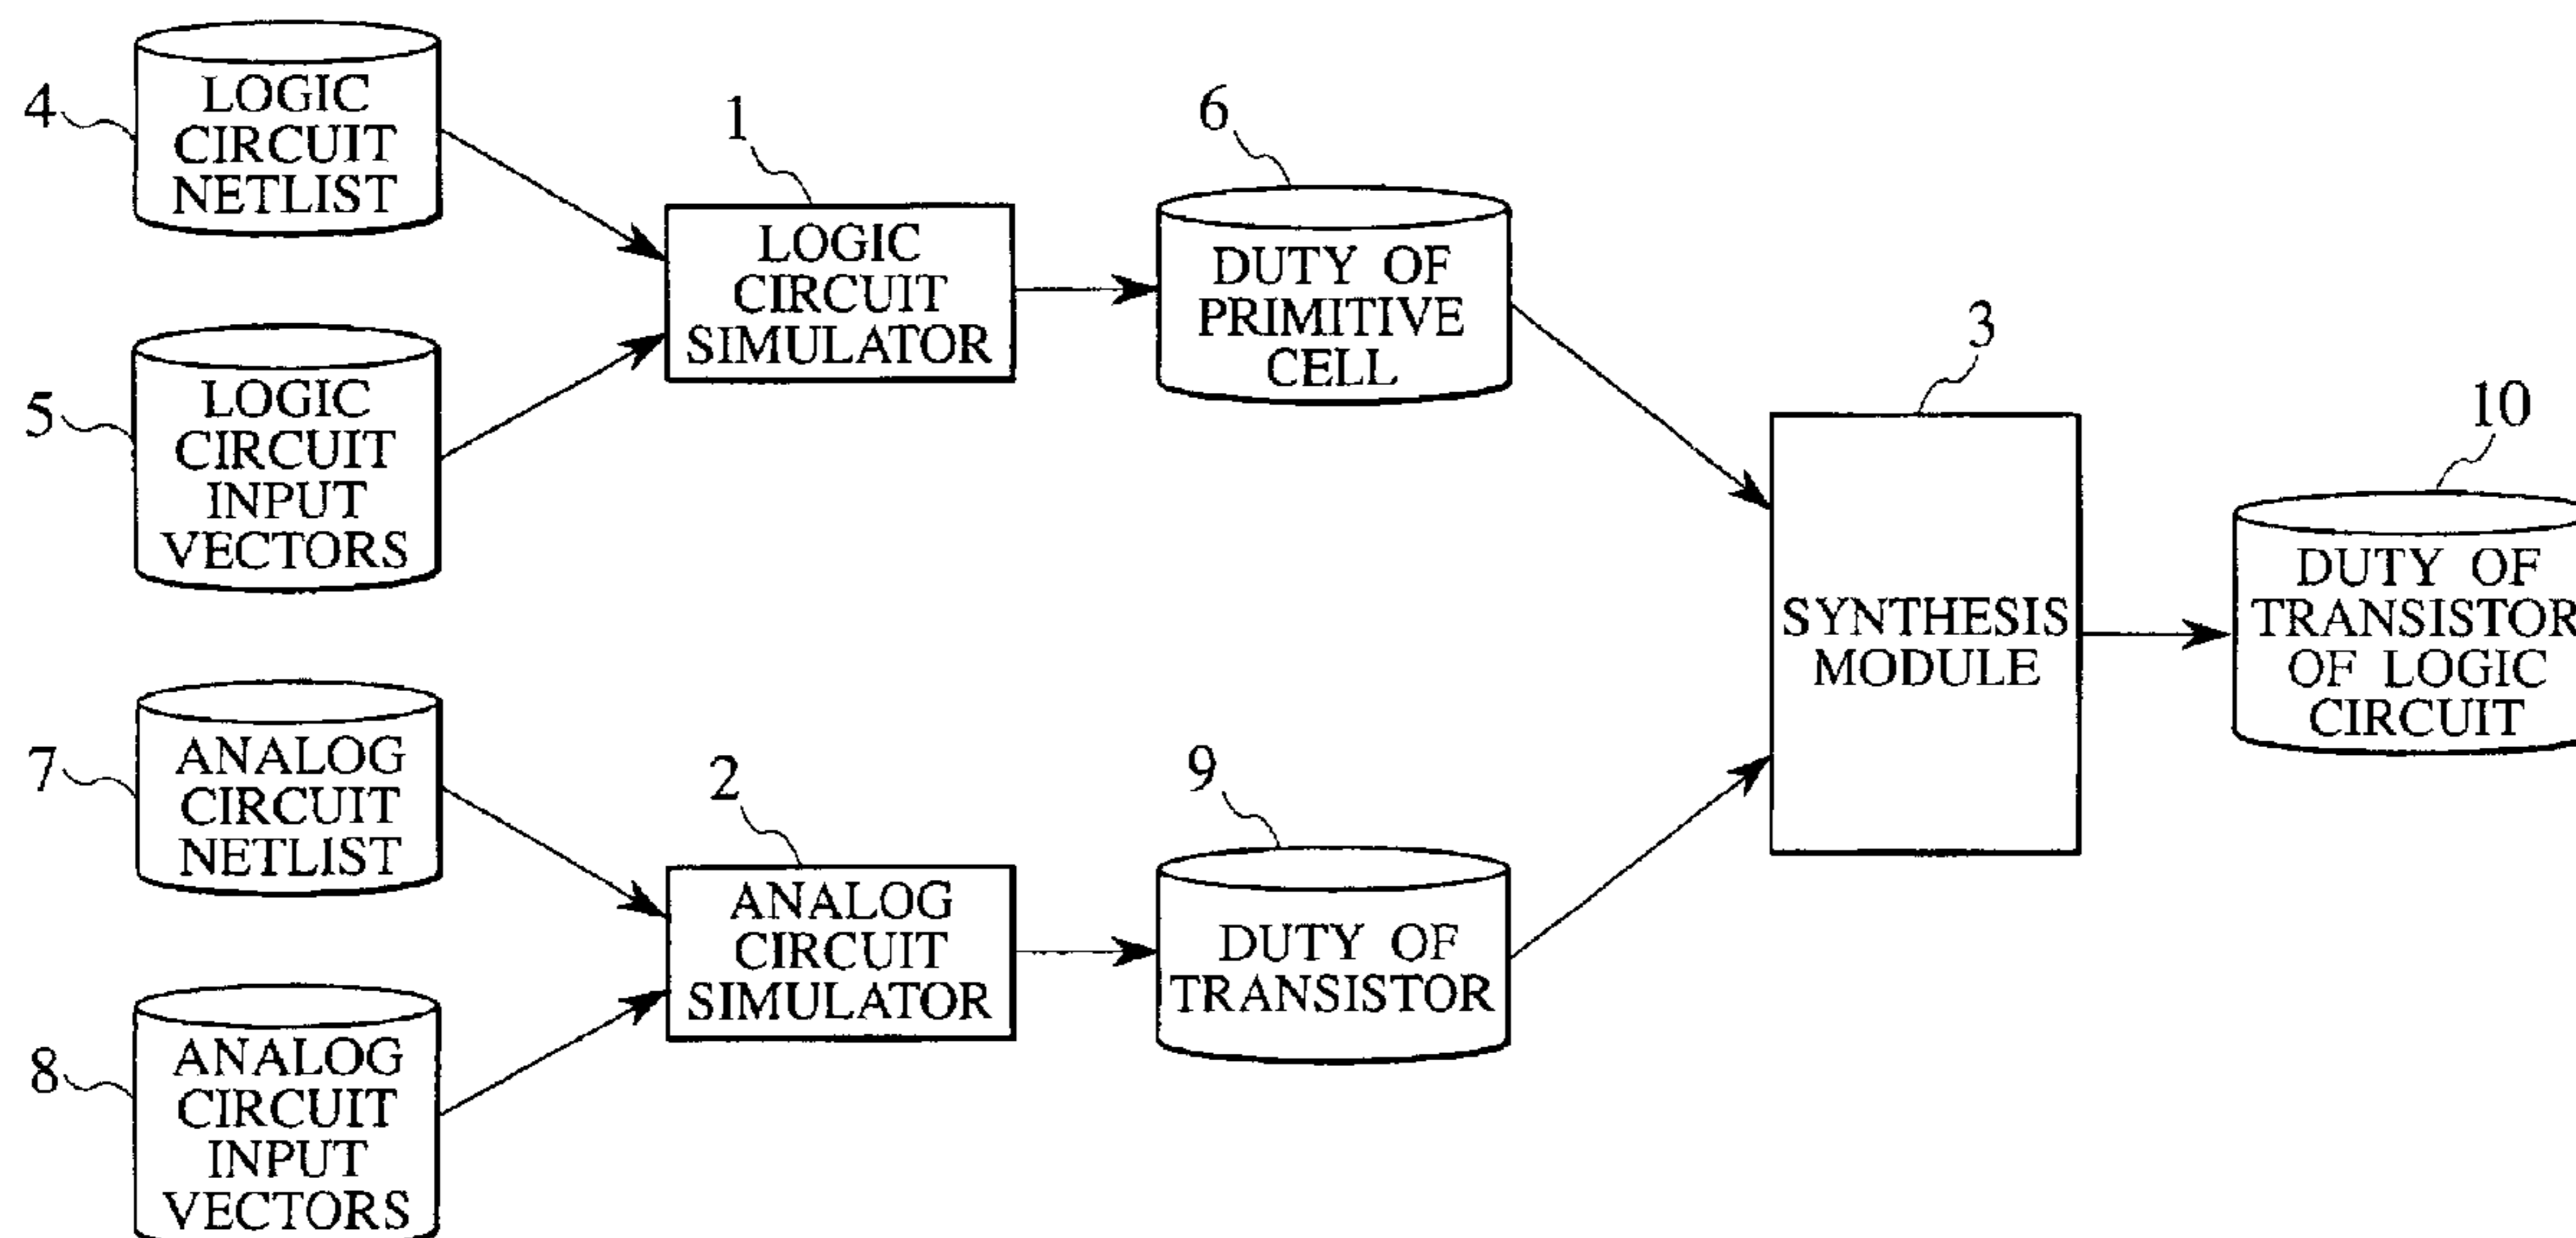 4
LOGIC
CIRCUIT
NETLIST
5
LOGIC
CIRCUIT
INPUT
VECTORS
1
LOGIC
CIRCUIT
SIMULATOR
6
DUTY OF
PRIMITIVE
CELL
7
ANALOG
CIRCUIT
NETLIST
8
ANALOG
CIRCUIT
INPUT
VECTORS
2
ANALOG
CIRCUIT
SIMULATOR
9
DUTY OF
TRANSISTOR
3
SYNTHESIS
MODULE
10
DUTY OF
TRANSISTOR
OF LOGIC
CIRCUIT